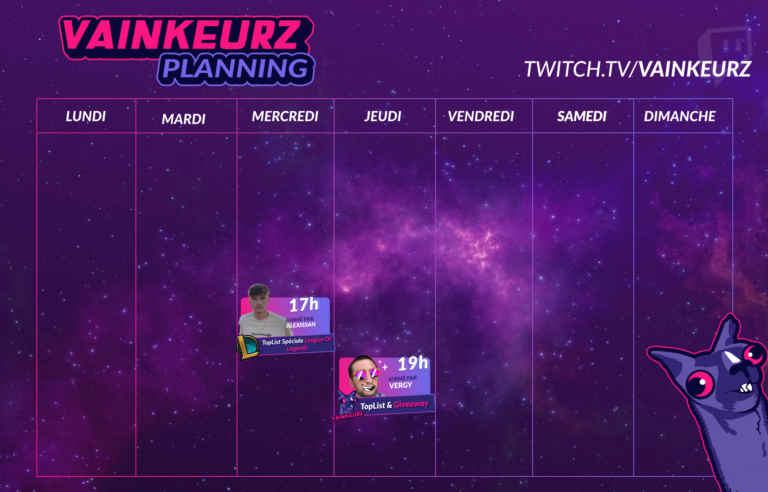 VAINKEURZ
PLANNING
TWITCH.TV/VAINKEURZ
LUNDI
MARDI
MERCREDI
JEUDI
VENDREDI
SAMEDI
DIMANCHE
17h
ANIMÉ PAR
ALEXISSAN
TopList Spéciale League Of
Legends
19h
ANIMÉ PAR
VERGY
TopList & Giveaway
VAINKEURZ